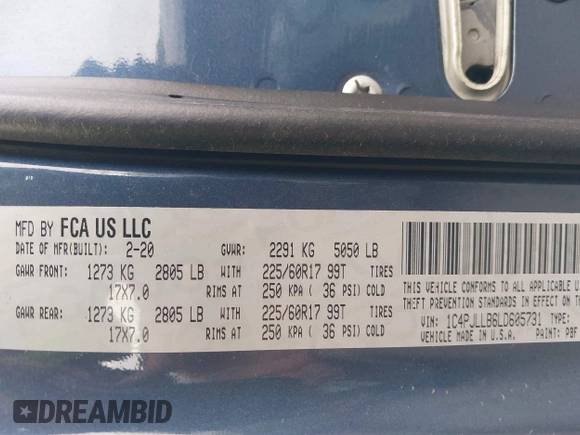 MFD BY FCA US LLC
DATE OF MFR(BUILT): 2-20 GVWR: 2291 KG 5050 LB
GAWR FRONT: 1273 KG 2805 LB WITH 225/60R17 99T TIRES
17X7.0 RIMS AT 250 KPA( 36 PSI) COLD
GAWR REAR: 1273 KG 2805 LB WITH 225/60R17 99T TIRES
17X7.0 RIMS AT 250 KPA( 36 PSI) COLD
THIS VEHICLE CONFORMS TO ALL APPLICABLE
STANDARDS IN EFFECT ON
VIN: 1C4PJLLB6LD605731 TYPE:
VEHICLE MADE IN U.S.A. PAINT: PBF
DREAMBID